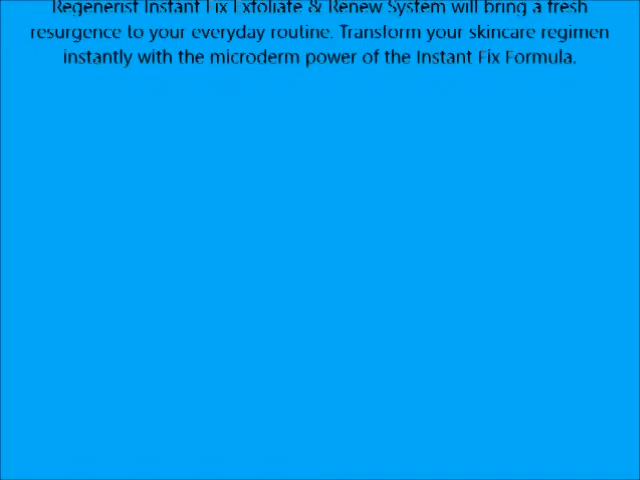 Regenerist Instant Fix Exfoliate & Renew System will bring a fresh
resurgence to your everyday routine. Transform your skincare regimen
instantly with the microderm power of the Instant Fix Formula.